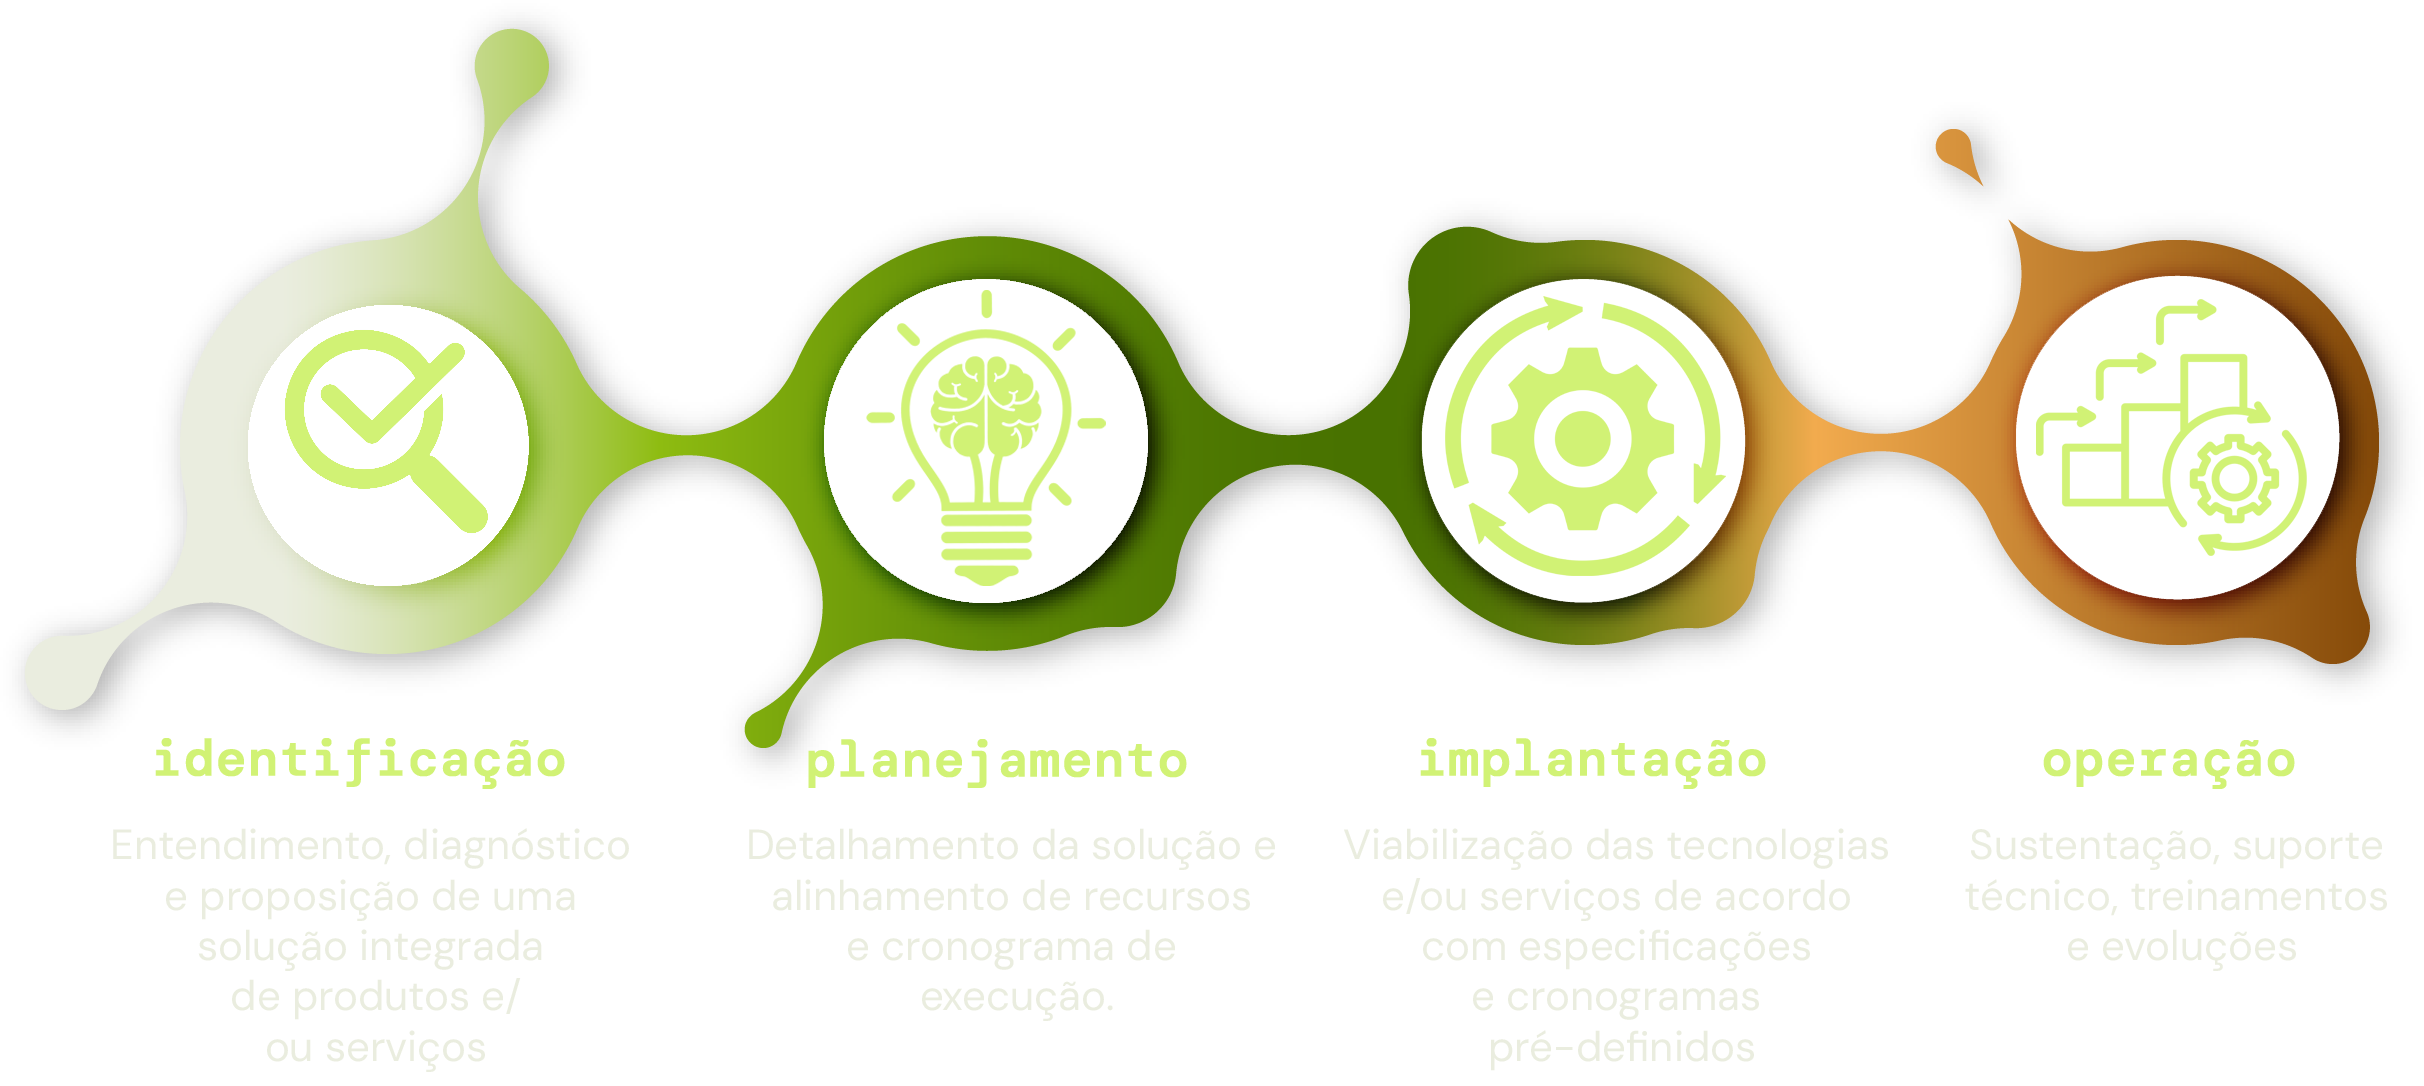 identificação
Entendimento, diagnóstico
e proposição de uma
solução integrada
de produtos e/
ou serviços
planejamento
Detalhamento da solução e
alinhamento de recursos
e cronograma de
execução.
implantação
Viabilização das tecnologias
e/ou serviços de acordo
com especificações
e cronogramas
pré-definidos
operação
Sustentação, suporte
técnico, treinamentos
e evoluções